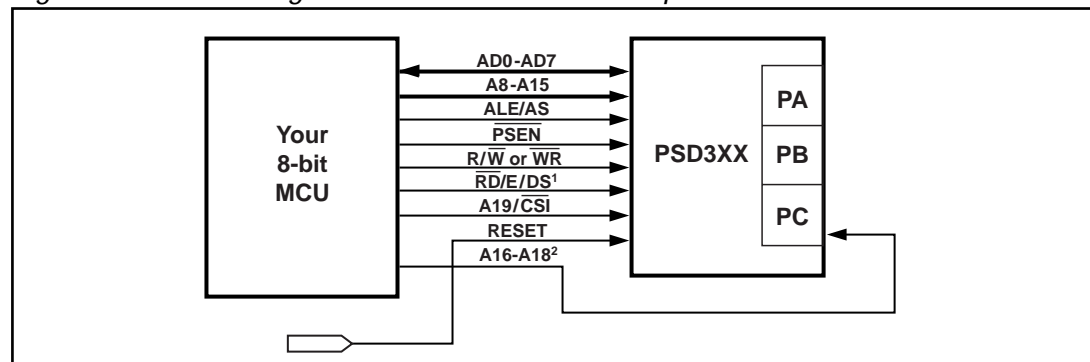 AD0-AD7
A8-A15
ALE/AS
PSEN
R/W or WR
RD/E/DS¹
A19/CSI
RESET
A16-A18²
Your
8-bit
MCU
PSD3XX
PA
PB
PC